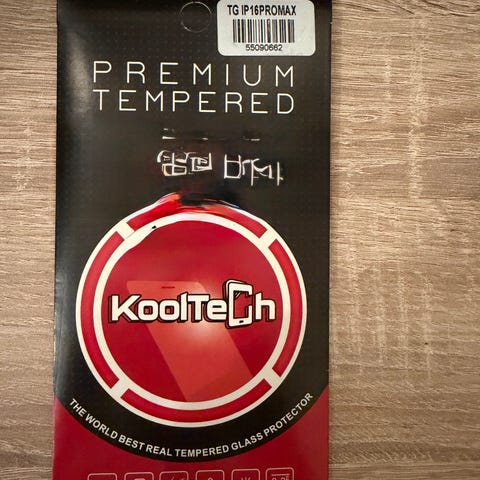 TG IP16PROMAX
55090662
PREMIUM
TEMPERED
KoolTech
THE WORLD BEST REAL TEMPERED GLASS PROTECTOR